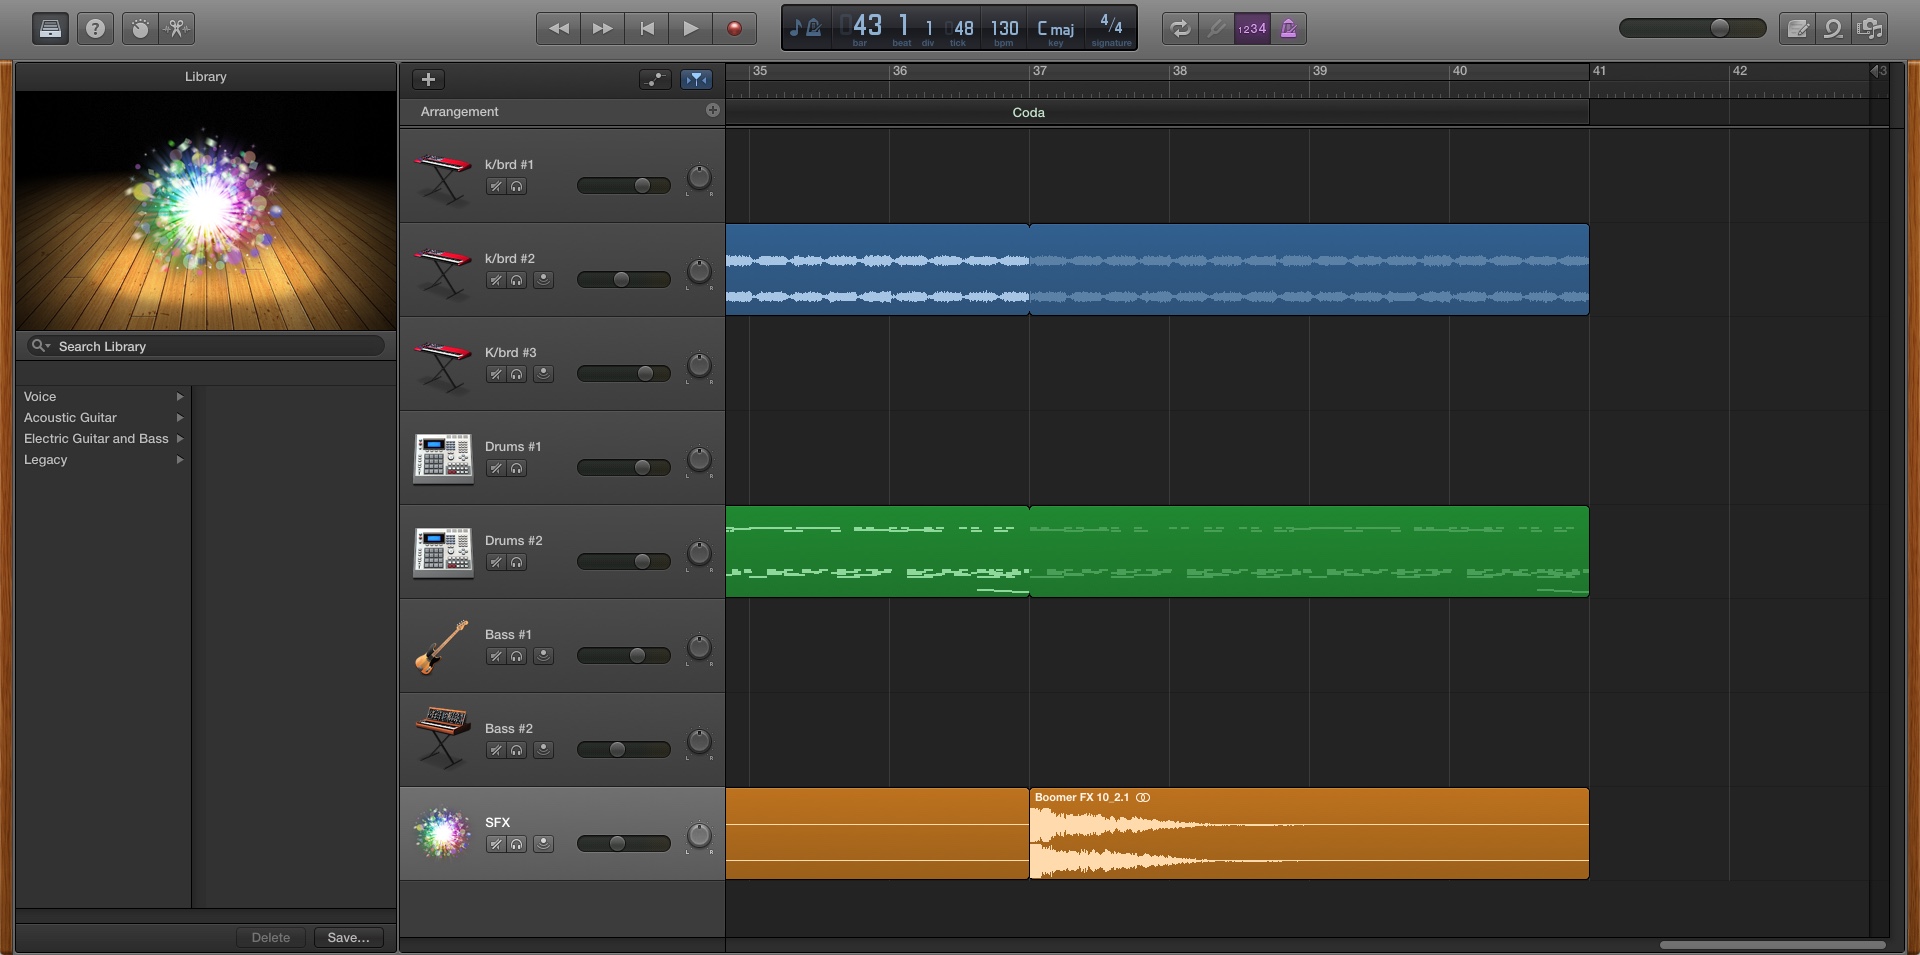 43 1 1 48 130 C maj 4/4
bar beat div tick bpm key signature
1234
Library
35 36 37 38 39 40 41 42 43
Arrangement
Coda
k/brd #1
L R
k/brd #2
L R
Search Library
K/brd #3
L R
Voice
Acoustic Guitar
Electric Guitar and Bass
Legacy
Drums #1
L R
Drums #2
L R
Bass #1
L R
Bass #2
L R
Boomer FX 10_2.1
SFX
L R
Delete Save...